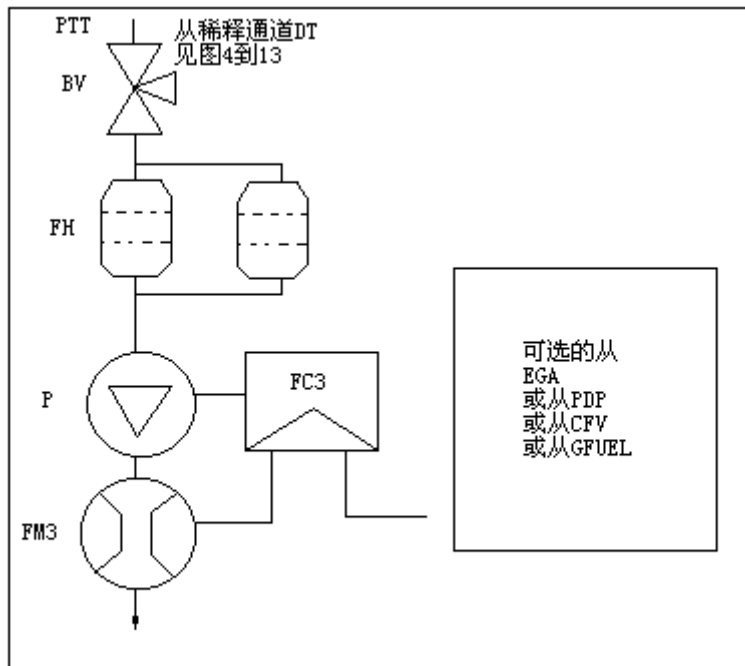 PTT
从稀释通道DT
见图4到13
BV
FH
P
FC3
FM3
可选的从
EGA
或从PDP
或从CFV
或从GFUEL